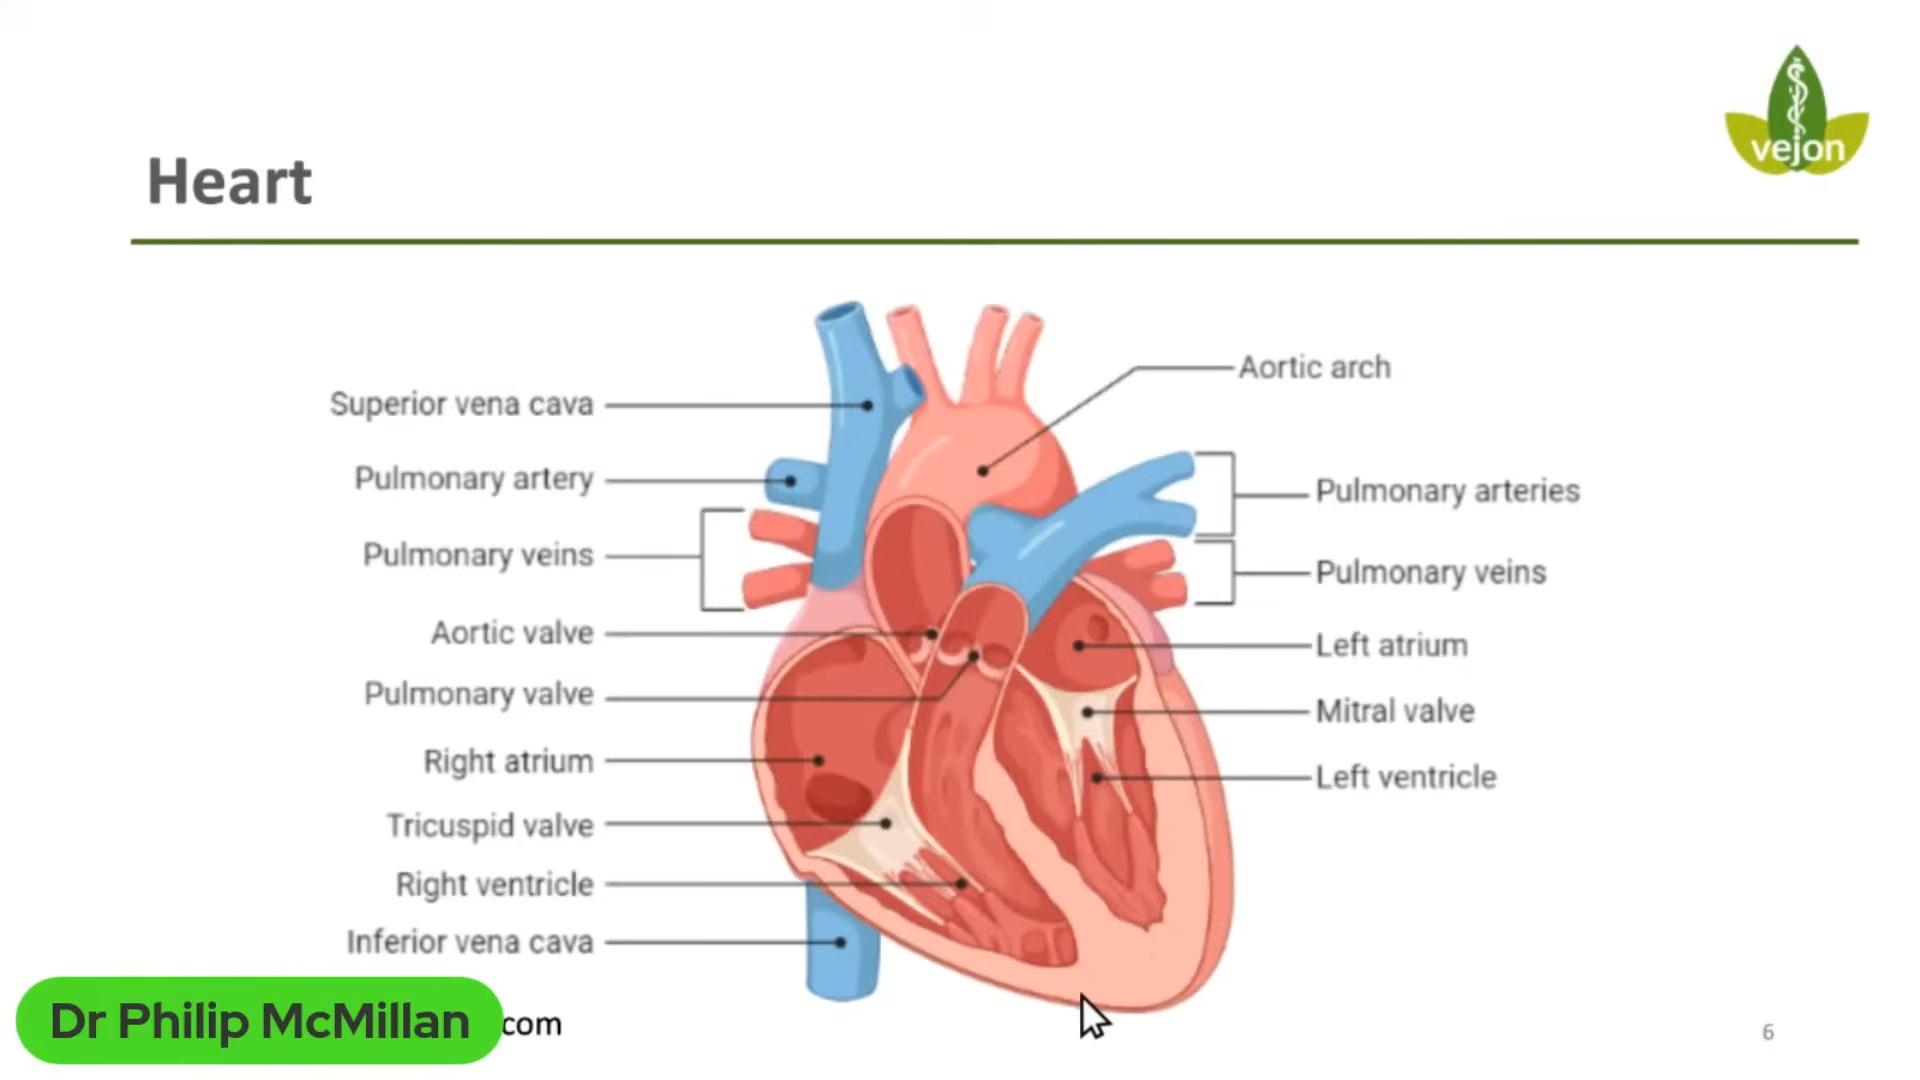 vejon
Heart
Aortic arch
Superior vena cava
Pulmonary artery
Pulmonary arteries
Pulmonary veins
Pulmonary veins
Aortic valve
Left atrium
Pulmonary valve
Mitral valve
Right atrium
Left ventricle
Tricuspid valve
Right ventricle
Inferior vena cava
Dr Philip McMillan
com
6